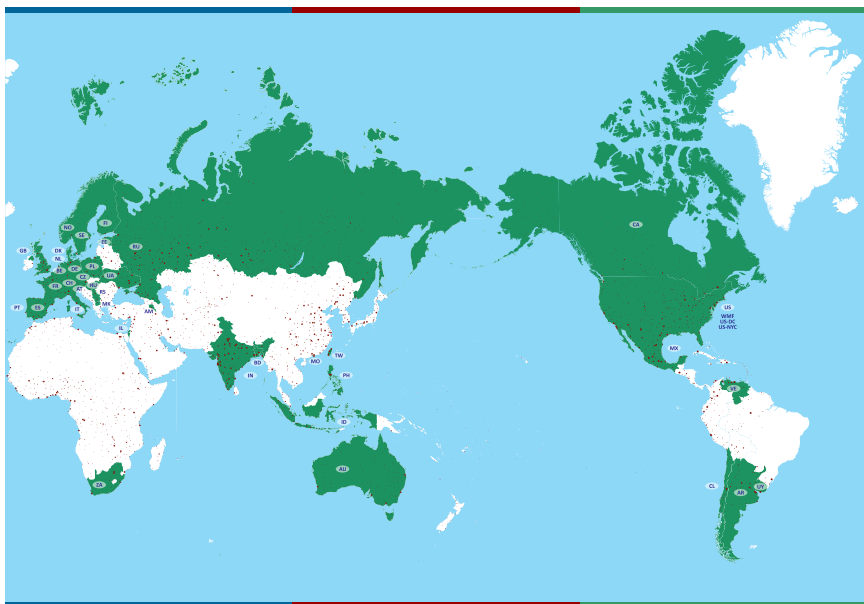 CA
NO
FI
SE
EE
RU
GB
DK
NL
DE
PL
BE
CZ
UA
FR
CH
AT
HU
RS
MK
PT
ES
IT
AM
IL
US
WMF
US-DC
US-NYC
MX
TW
MO
BD
IN
PH
VE
ID
AU
ZA
CL
AR
UY